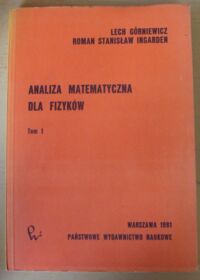 LECH GÓRNIEWICZ
ROMAN STANISŁAW INGARDEN
ANALIZA MATEMATYCZNA
DLA FIZYKÓW
Tom I
WARSZAWA 1981
PAŃSTWOWE WYDAWNICTWO NAUKOWE